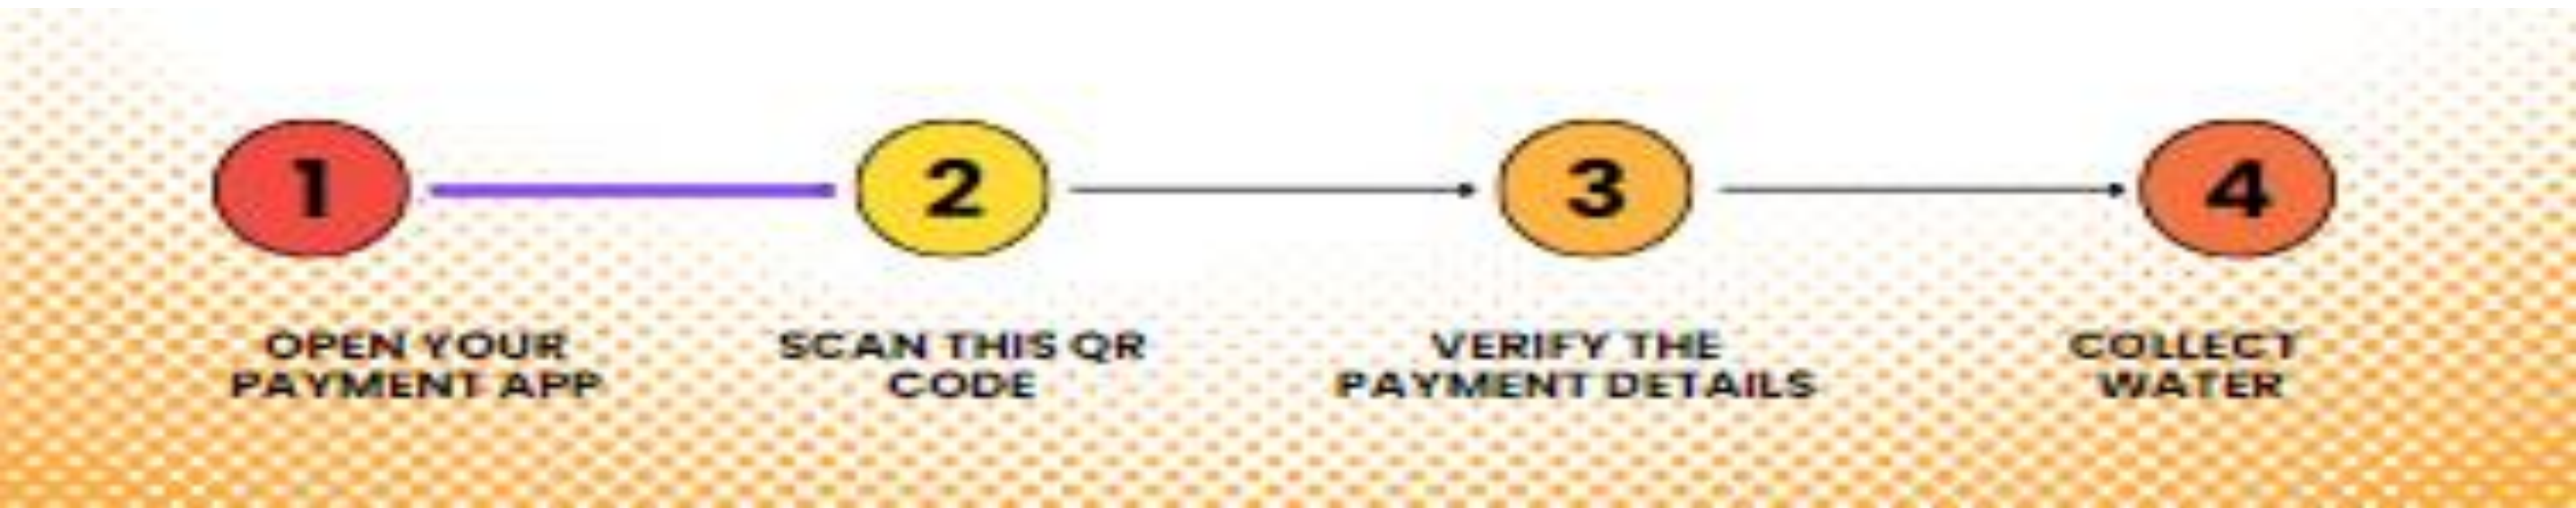 1
2
3
4
OPEN YOUR
PAYMENT APP
SCAN THIS QR
CODE
VERIFY THE
PAYMENT DETAILS
COLLECT
WATER